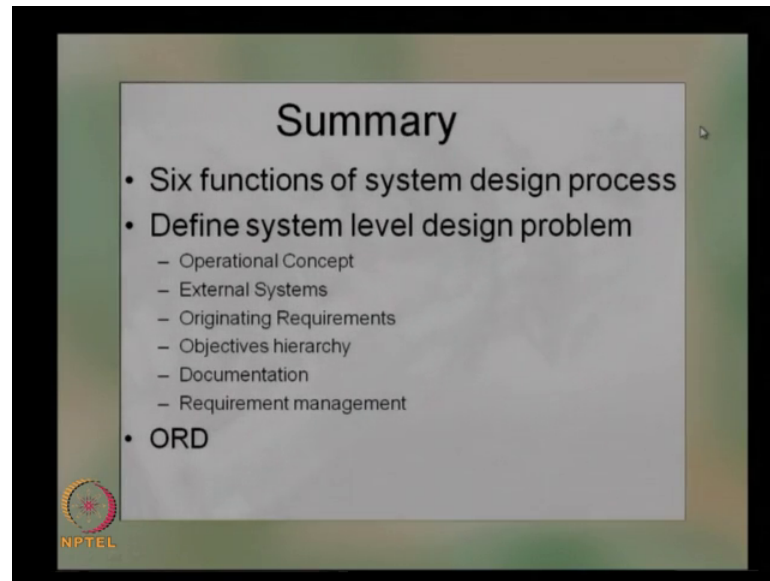 Summary
• Six functions of system design process
• Define system level design problem
– Operational Concept
– External Systems
– Originating Requirements
– Objectives hierarchy
– Documentation
– Requirement management
• ORD
NPTEL